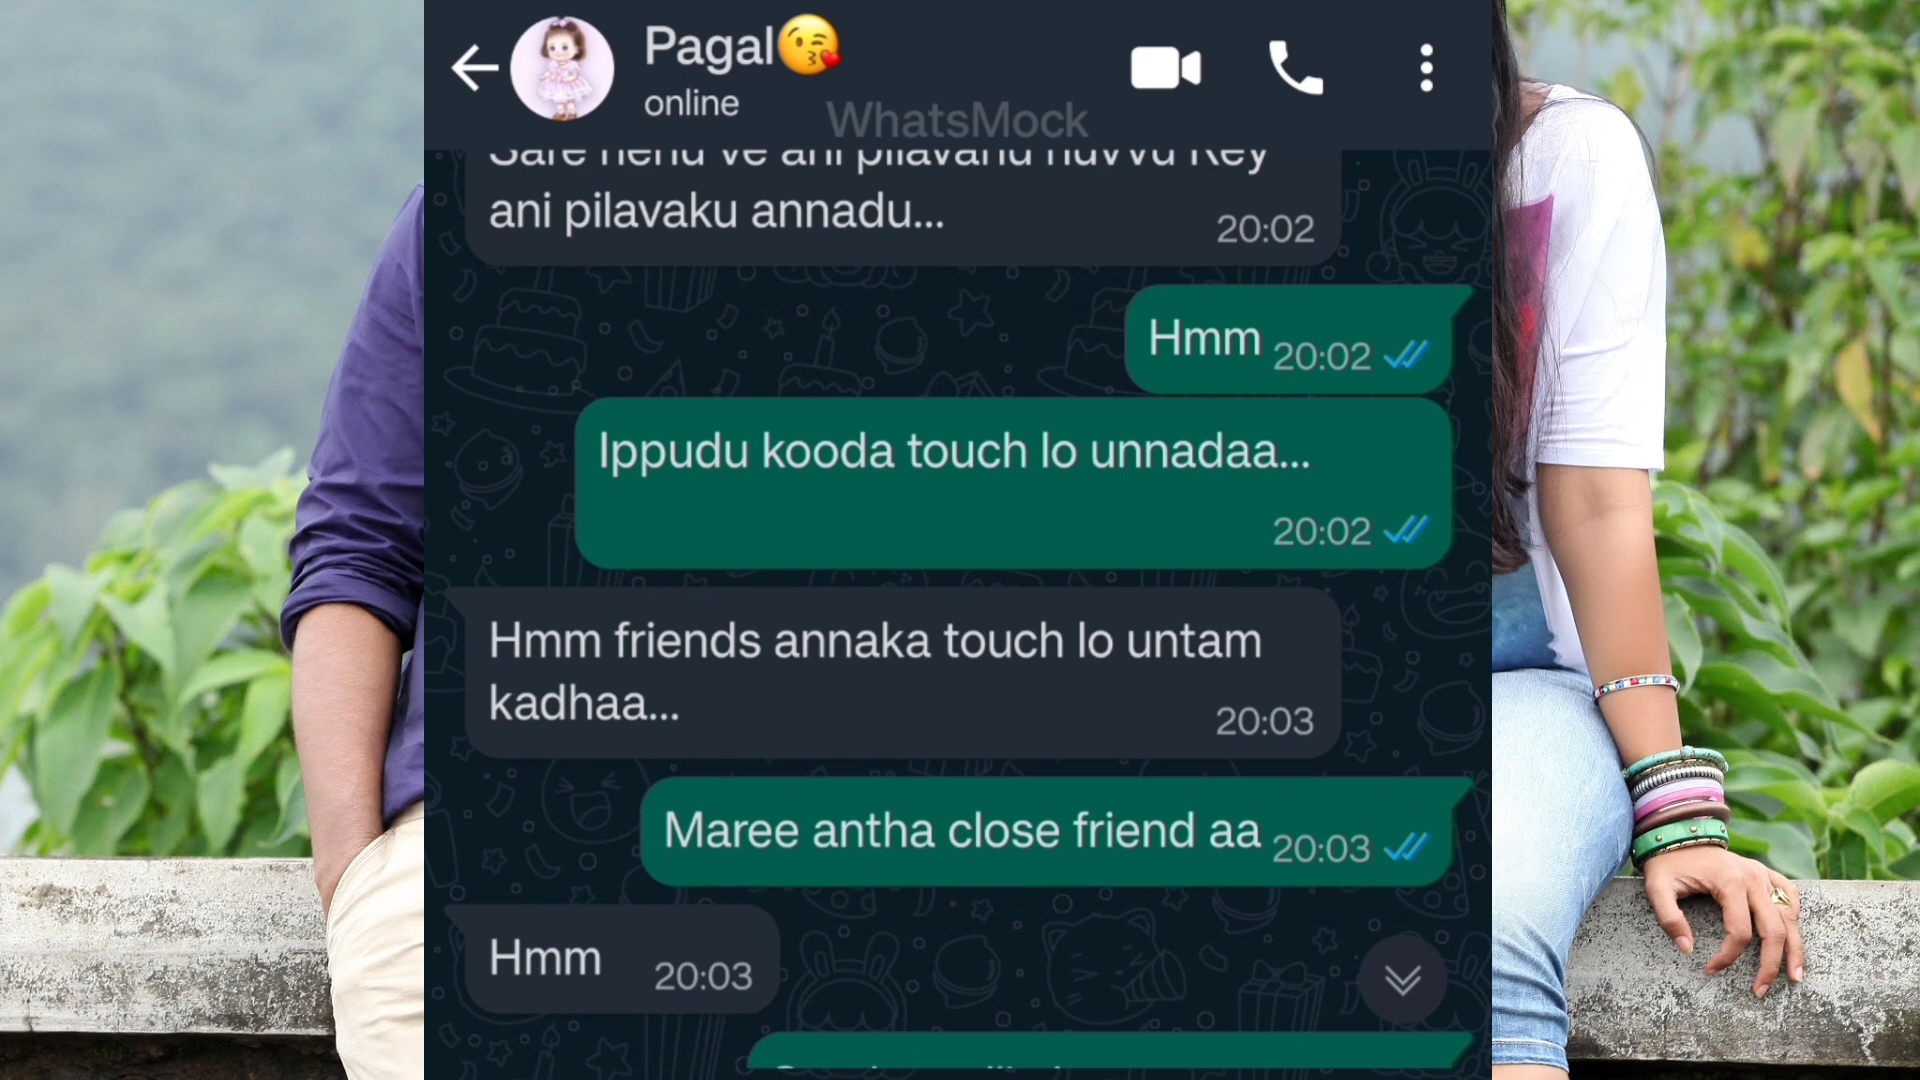 Pagal😘
online
WhatsMock
ani pilavaku annadu...
20:02
Hmm 20:02
Ippudu kooda touch lo unnadaa...
20:02
Hmm friends annaka touch lo untam
kadhaa...
20:03
Maree antha close friend aa 20:03
Hmm 20:03